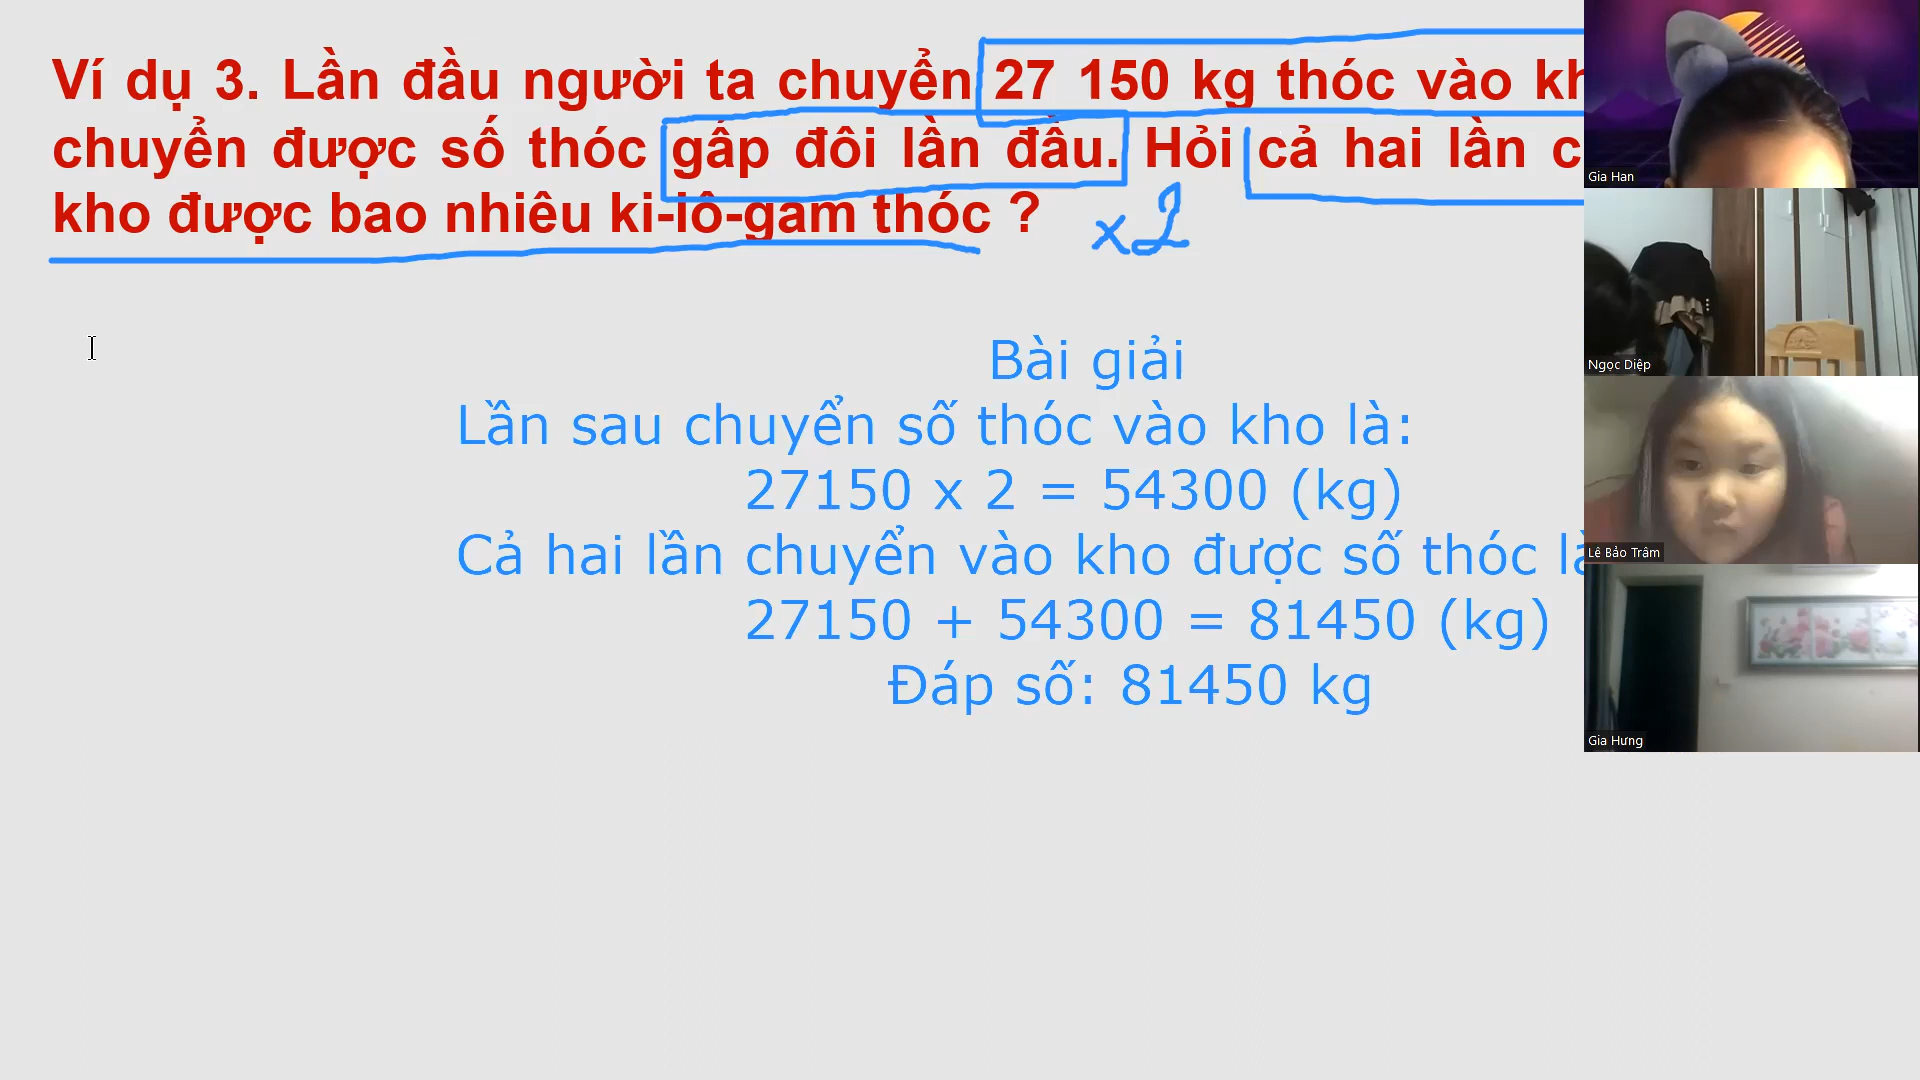 Ví dụ 3. Lần đầu người ta chuyển 27 150 kg thóc vào
chuyển được số thóc gấp đôi lần đầu. Hỏi cả hai lần
kho được bao nhiêu ki-lô-gam thóc ?
x2
Bài giải
Lần sau chuyển số thóc vào kho là:
27150 x 2 = 54300 (kg)
Cả hai lần chuyển vào kho được số thóc
27150 + 54300 = 81450 (kg)
Đáp số: 81450 kg
Gia Han
Ngọc Diệp
Lê Bảo Trâm
Gia Hưng